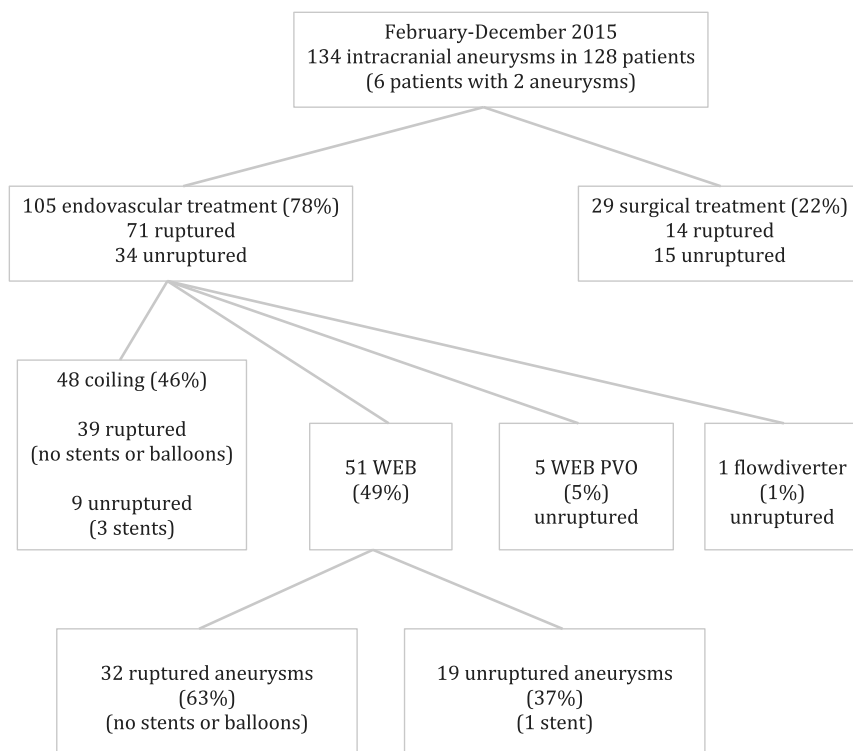 February-December 2015
134 intracranial aneurysms in 128 patients
(6 patients with 2 aneurysms)
105 endovascular treatment (78%)
71 ruptured
34 unruptured
29 surgical treatment (22%)
14 ruptured
15 unruptured
48 coiling (46%)
39 ruptured
(no stents or balloons)
9 unruptured
(3 stents)
51 WEB
(49%)
5 WEB PVO
(5%)
unruptured
1 flowdiverter
(1%)
unruptured
32 ruptured aneurysms
(63%)
(no stents or balloons)
19 unruptured aneurysms
(37%)
(1 stent)